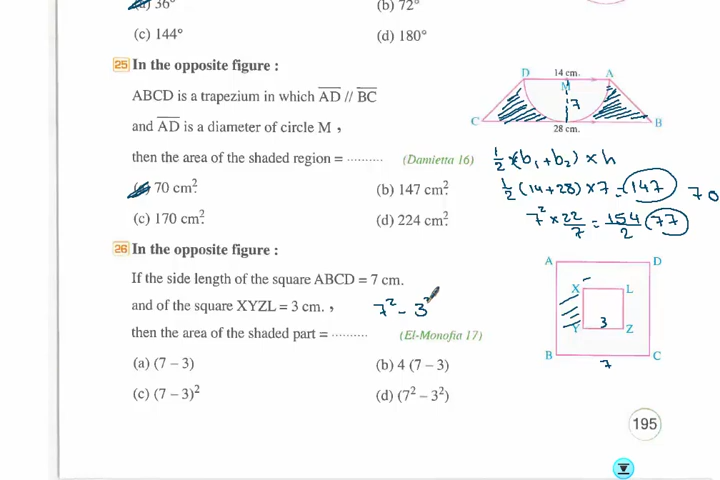 (a) 36°
(b) 72°
(c) 144°
(d) 180°
25 In the opposite figure :
ABCD is a trapezium in which AD // BC
and AD is a diameter of circle M ,
then the area of the shaded region = ..........
(Damietta 16)
(a) 70 cm².
(b) 147 cm².
(c) 170 cm².
(d) 224 cm².
D 14 cm. A
M
7
C 28 cm. B
1/2 (b₁ + b₂) × h
1/2 (14 + 28) × 7 = 147
70
7² × 22/7 = 154/2 77
26 In the opposite figure :
If the side length of the square ABCD = 7 cm.
and of the square XYZL = 3 cm. ,
7² - 3²
then the area of the shaded part = ..........
(El-Monofia 17)
(a) (7 – 3)
(b) 4 (7 – 3)
(c) (7 – 3)²
(d) (7² – 3²)
A D
X L
Y 3 Z
B C
7
195